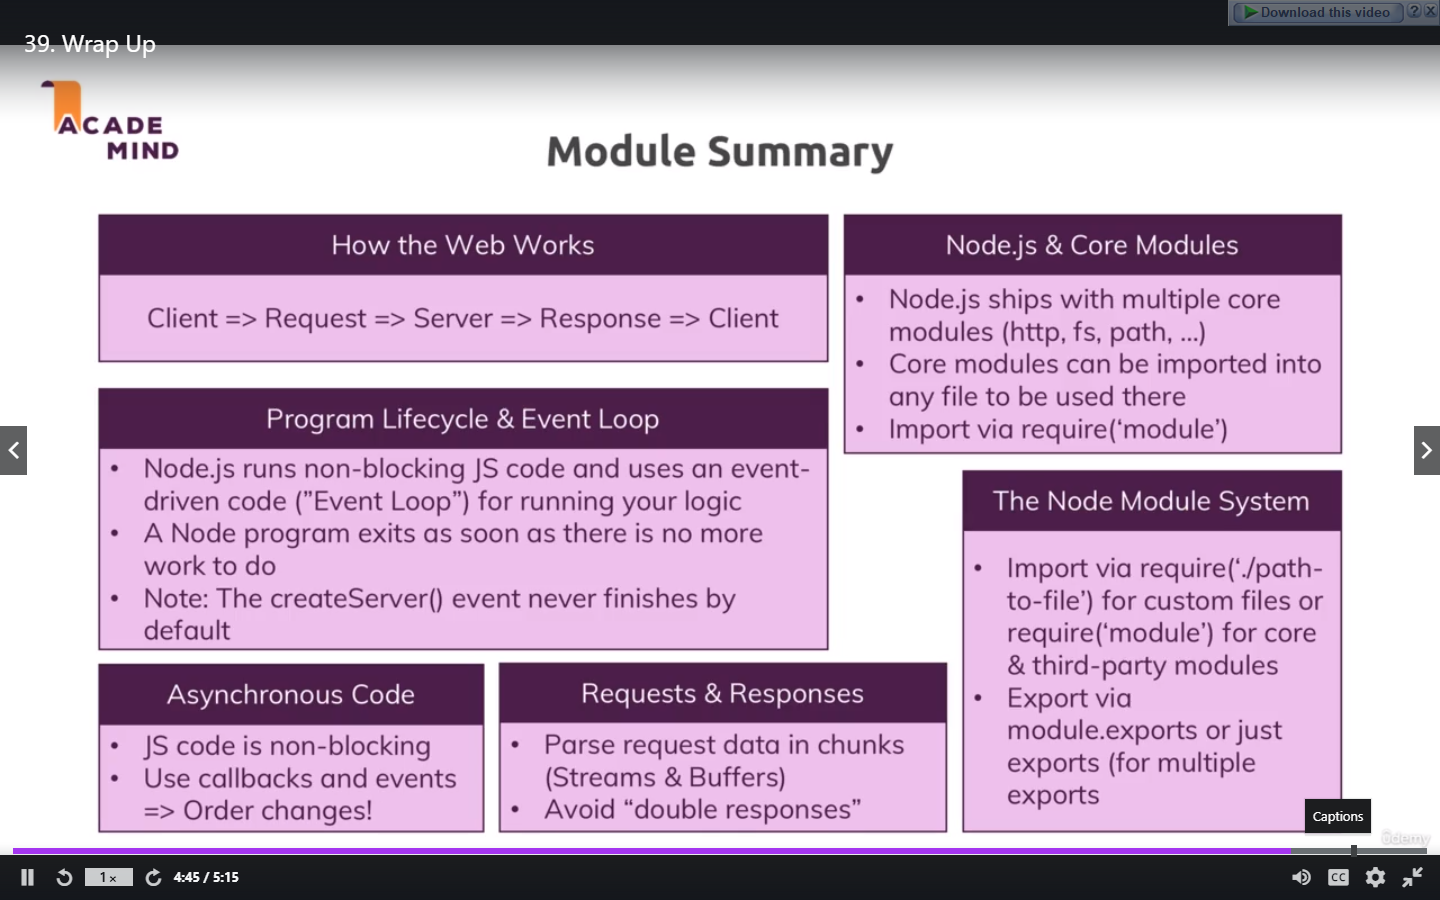 Download this video
?
X
39. Wrap Up
ACADE
MIND
Module Summary
How the Web Works
Client => Request => Server => Response => Client
Node.js & Core Modules
• Node.js ships with multiple core
modules (http, fs, path, ...)
• Core modules can be imported into
any file to be used there
• Import via require(‘module’)
Program Lifecycle & Event Loop
• Node.js runs non-blocking JS code and uses an event-
driven code (”Event Loop”) for running your logic
• A Node program exits as soon as there is no more
work to do
• Note: The createServer() event never finishes by
default
The Node Module System
• Import via require(‘./path-
to-file’) for custom files or
require(‘module’) for core
& third-party modules
• Export via
module.exports or just
exports (for multiple
exports
Asynchronous Code
• JS code is non-blocking
• Use callbacks and events
=> Order changes!
Requests & Responses
• Parse request data in chunks
(Streams & Buffers)
• Avoid “double responses”
Captions
ûdemy
1 x
4:45 / 5:15
CC